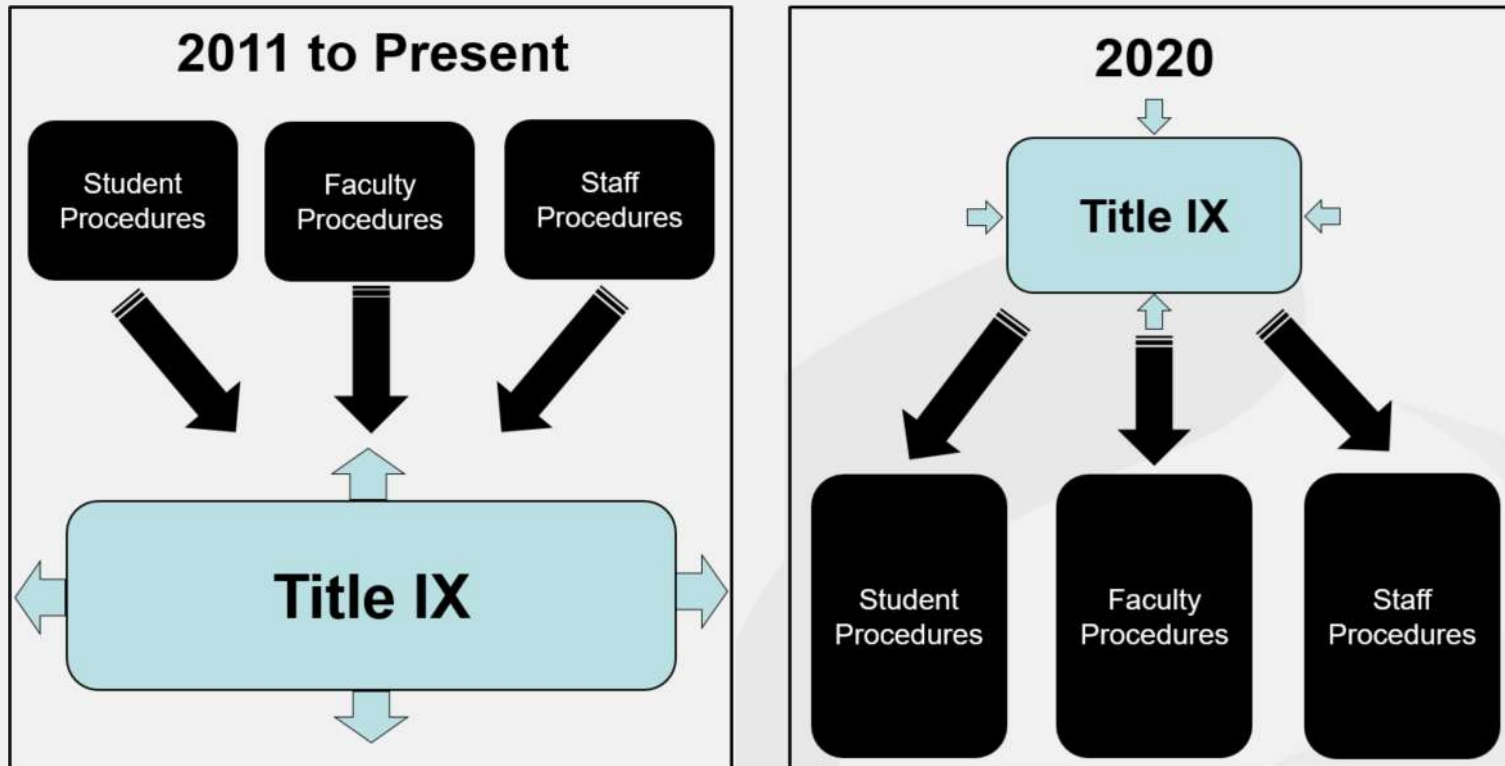 2011 to Present
Student
Procedures
Faculty
Procedures
Staff
Procedures
Title IX
2020
Title IX
Student
Procedures
Faculty
Procedures
Staff
Procedures